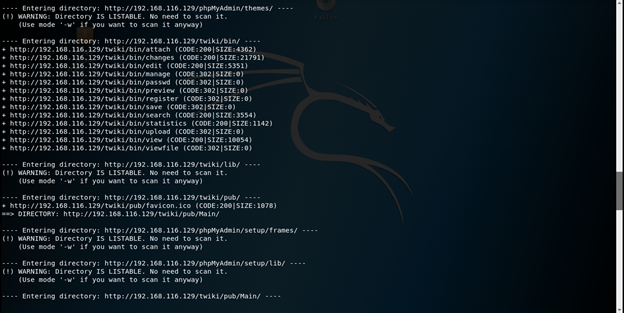 ---- Entering directory: http://192.168.116.129/phpMyAdmin/themes/ ----
(!) WARNING: Directory IS LISTABLE. No need to scan it.
    (Use mode '-w' if you want to scan it anyway)

---- Entering directory: http://192.168.116.129/twiki/bin/ ----
+ http://192.168.116.129/twiki/bin/attach (CODE:200|SIZE:4362)
+ http://192.168.116.129/twiki/bin/changes (CODE:200|SIZE:21791)
+ http://192.168.116.129/twiki/bin/edit (CODE:200|SIZE:5351)
+ http://192.168.116.129/twiki/bin/manage (CODE:302|SIZE:0)
+ http://192.168.116.129/twiki/bin/passwd (CODE:302|SIZE:0)
+ http://192.168.116.129/twiki/bin/preview (CODE:302|SIZE:0)
+ http://192.168.116.129/twiki/bin/register (CODE:302|SIZE:0)
+ http://192.168.116.129/twiki/bin/save (CODE:302|SIZE:0)
+ http://192.168.116.129/twiki/bin/search (CODE:200|SIZE:3554)
+ http://192.168.116.129/twiki/bin/statistics (CODE:200|SIZE:1142)
+ http://192.168.116.129/twiki/bin/upload (CODE:302|SIZE:0)
+ http://192.168.116.129/twiki/bin/view (CODE:200|SIZE:10054)
+ http://192.168.116.129/twiki/bin/viewfile (CODE:302|SIZE:0)

---- Entering directory: http://192.168.116.129/twiki/lib/ ----
(!) WARNING: Directory IS LISTABLE. No need to scan it.
    (Use mode '-w' if you want to scan it anyway)

---- Entering directory: http://192.168.116.129/twiki/pub/ ----
+ http://192.168.116.129/twiki/pub/favicon.ico (CODE:200|SIZE:1078)
==> DIRECTORY: http://192.168.116.129/twiki/pub/Main/

---- Entering directory: http://192.168.116.129/phpMyAdmin/setup/frames/ ----
(!) WARNING: Directory IS LISTABLE. No need to scan it.
    (Use mode '-w' if you want to scan it anyway)

---- Entering directory: http://192.168.116.129/phpMyAdmin/setup/lib/ ----
(!) WARNING: Directory IS LISTABLE. No need to scan it.
    (Use mode '-w' if you want to scan it anyway)

---- Entering directory: http://192.168.116.129/twiki/pub/Main/ ----